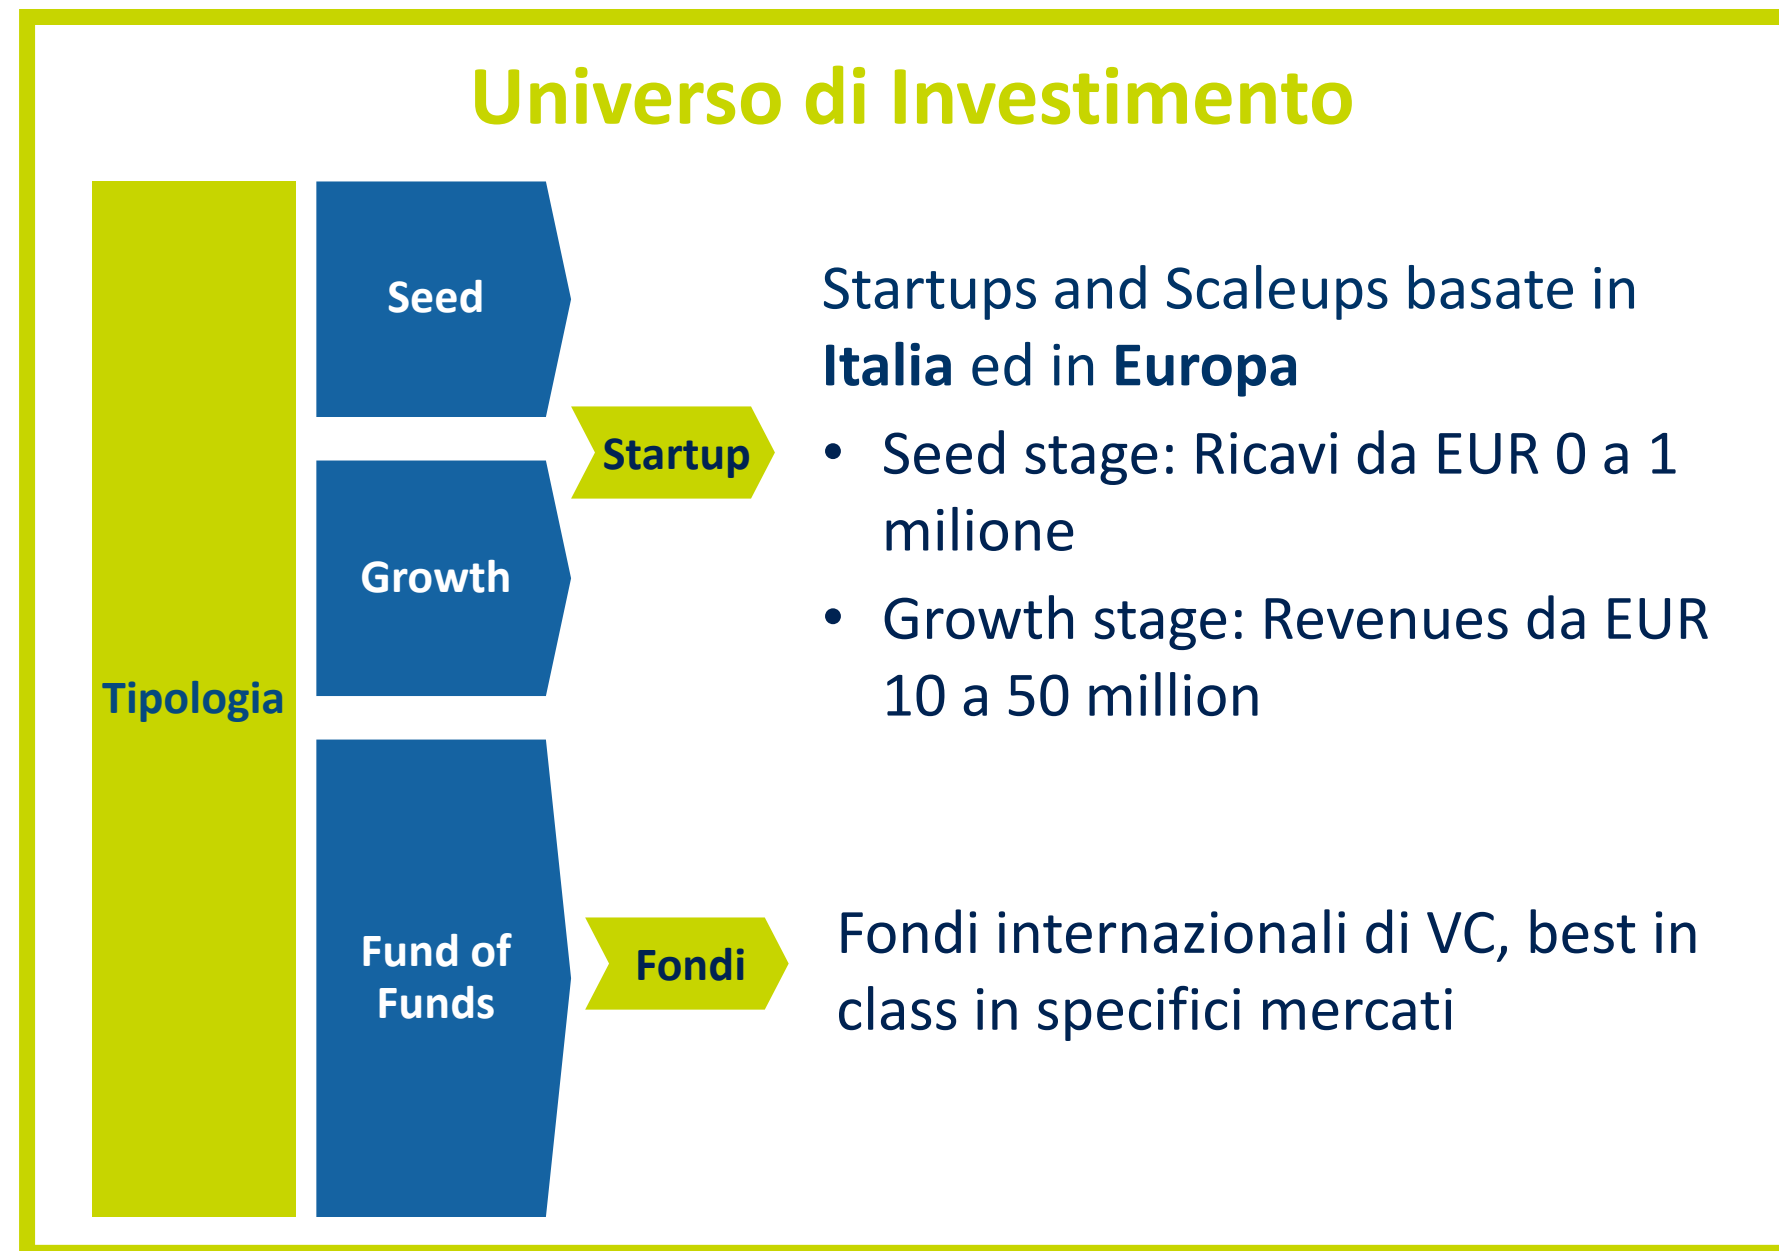 Universo di Investimento
Tipologia
Seed
Growth
Startup
Startups and Scaleups basate in
Italia ed in Europa
• Seed stage: Ricavi da EUR 0 a 1
milione
• Growth stage: Revenues da EUR
10 a 50 million
Fund of
Funds
Fondi
Fondi internazionali di VC, best in
class in specifici mercati